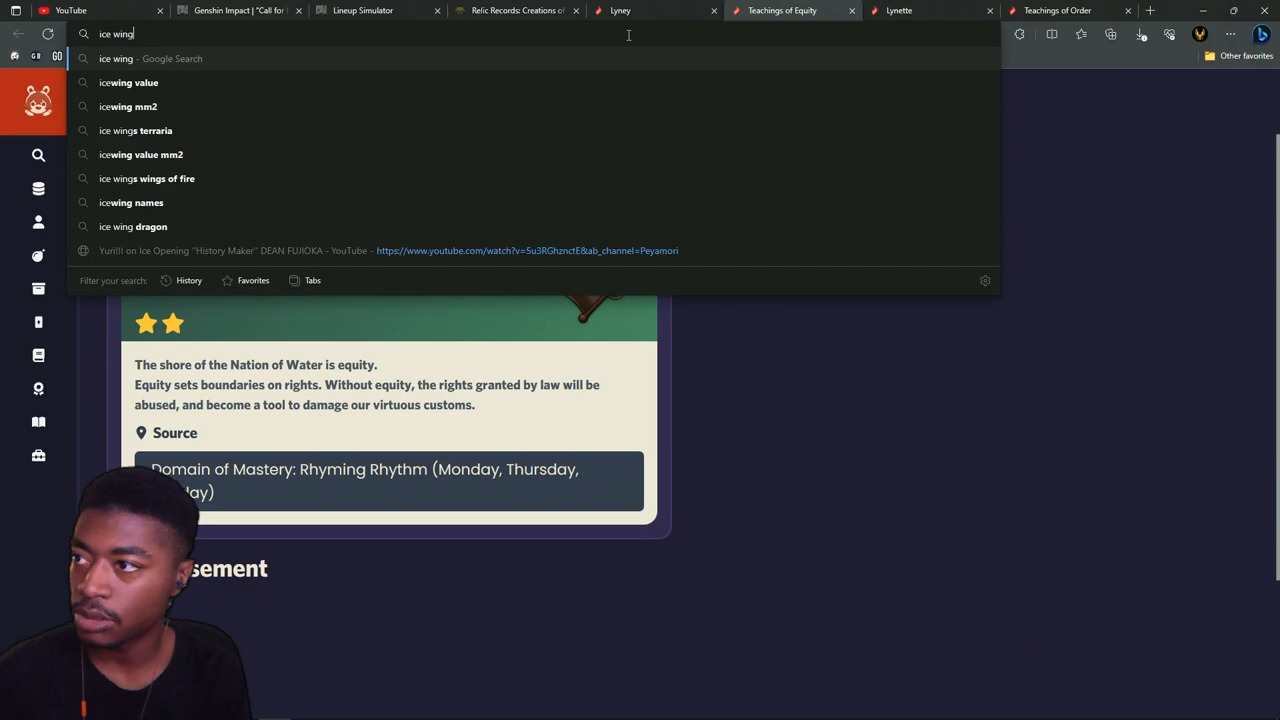 YouTube
Genshin Impact | "Call for
Lineup Simulator
Relic Records: Creations of
Lyney
Teachings of Equity
Lynette
Teachings of Order
ice wing
Other favorites
ice wing - Google Search
icewing value
icewing mm2
ice wings terraria
icewing value mm2
ice wings wings of fire
icewing names
ice wing dragon
Yuri!!! on Ice Opening "History Maker" DEAN FUJIOKA - YouTube - https://www.youtube.com/watch?v=5u3RGhznctE&ab_channel=Peyamori
Filter your search: History Favorites Tabs
The shore of the Nation of Water is equity.
Equity sets boundaries on rights. Without equity, the rights granted by law will be
abused, and become a tool to damage our virtuous customs.
Source
Domain of Mastery: Rhyming Rhythm (Monday, Thursday,